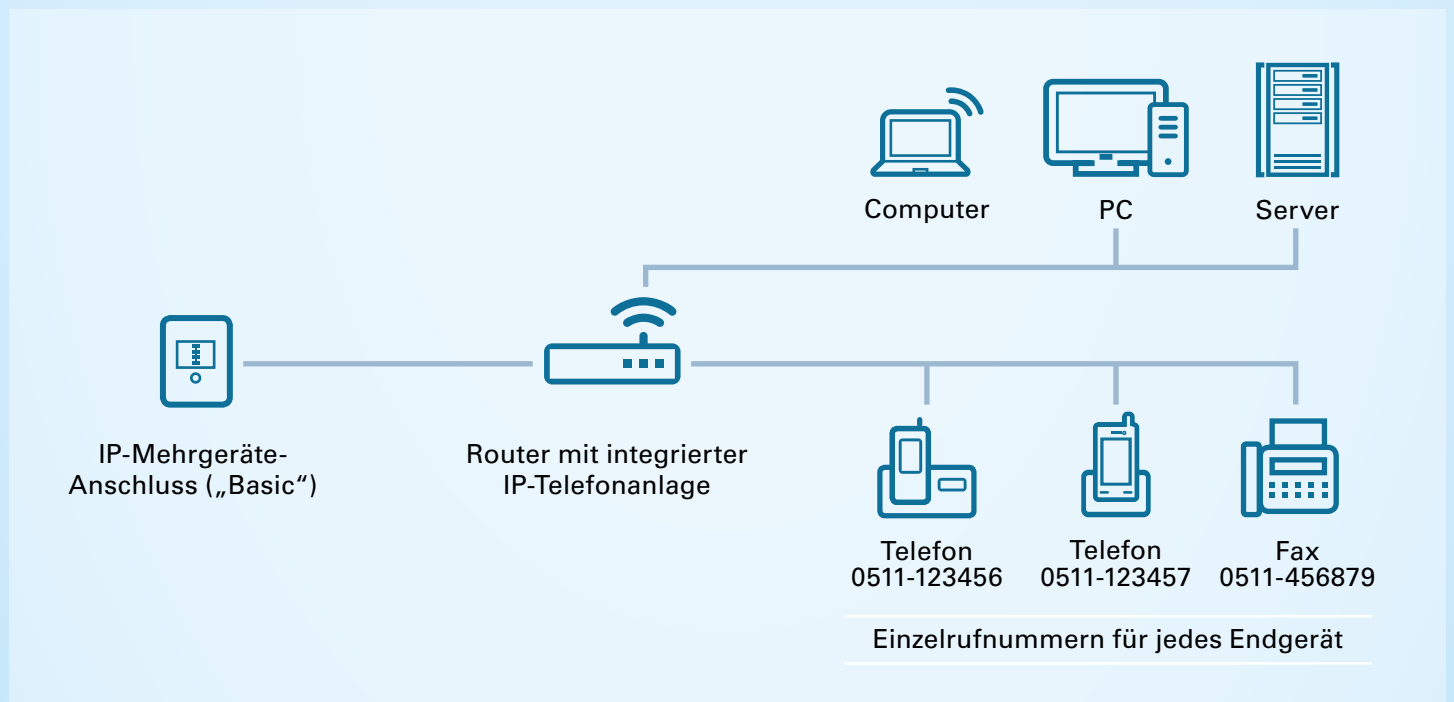 Computer
PC
Server
IP-Mehrgeräte-
Anschluss („Basic“)
Router mit integrierter
IP-Telefonanlage
Telefon
0511-123456
Telefon
0511-123457
Fax
0511-456879
Einzelrufnummern für jedes Endgerät